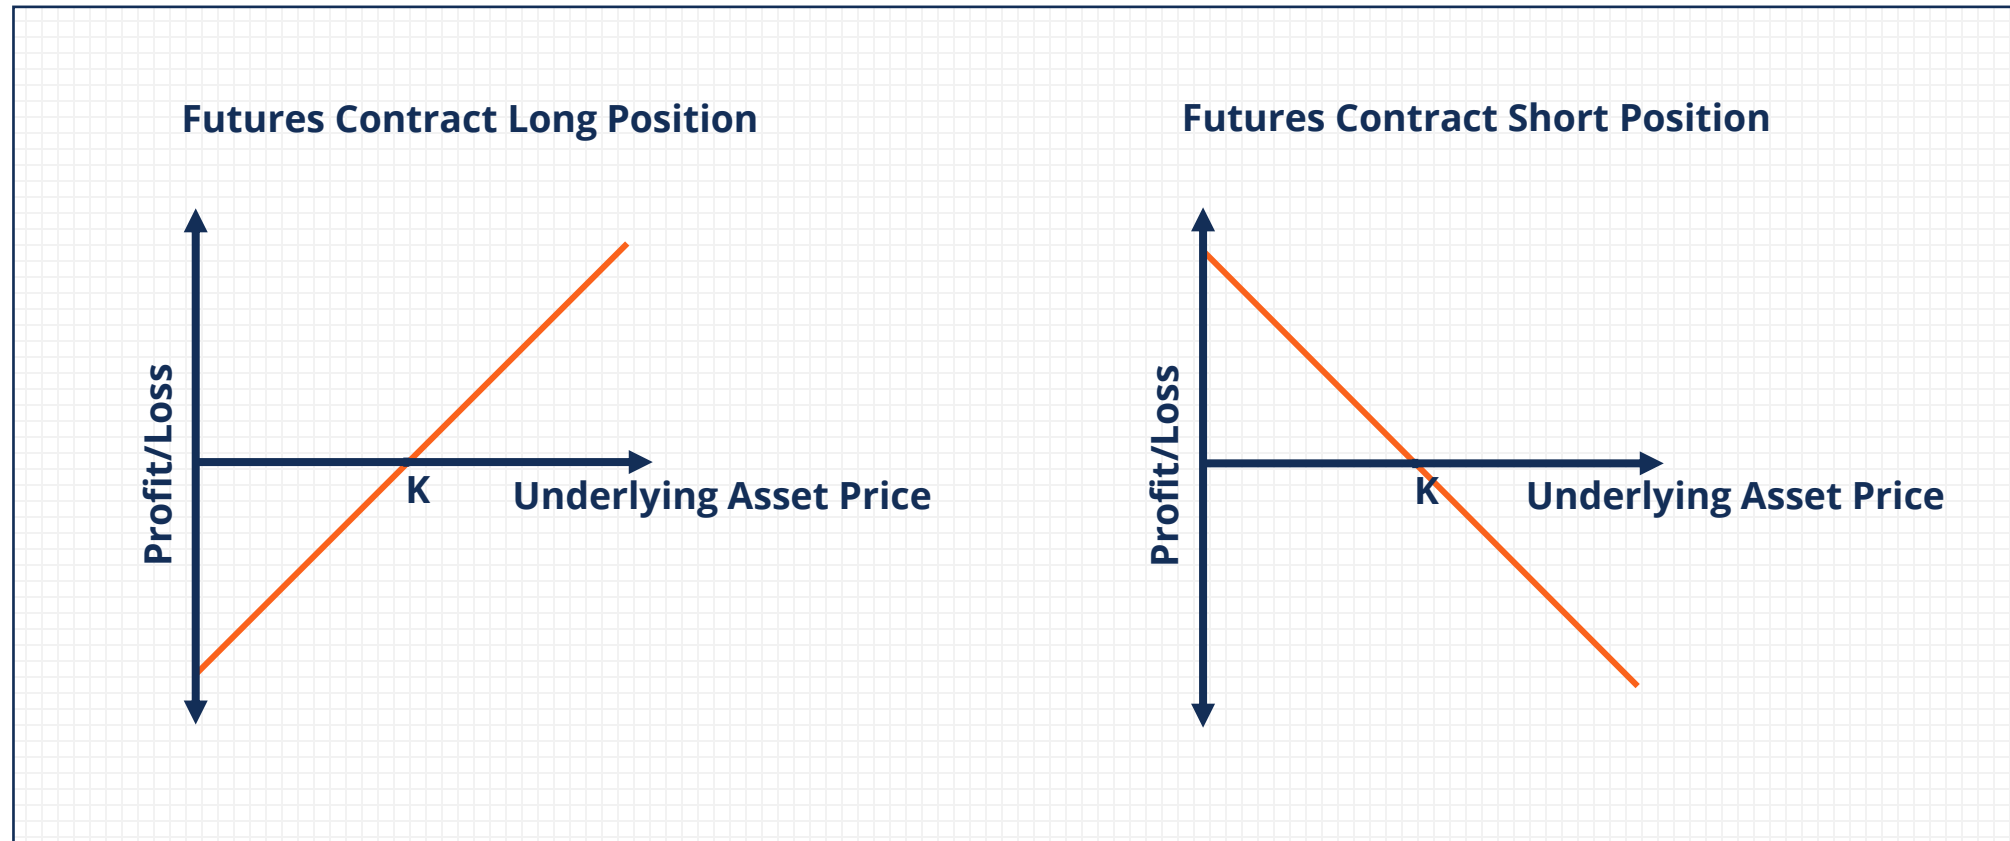 Futures Contract Long Position
Profit/Loss
K
Underlying Asset Price
Futures Contract Short Position
Profit/Loss
K
Underlying Asset Price